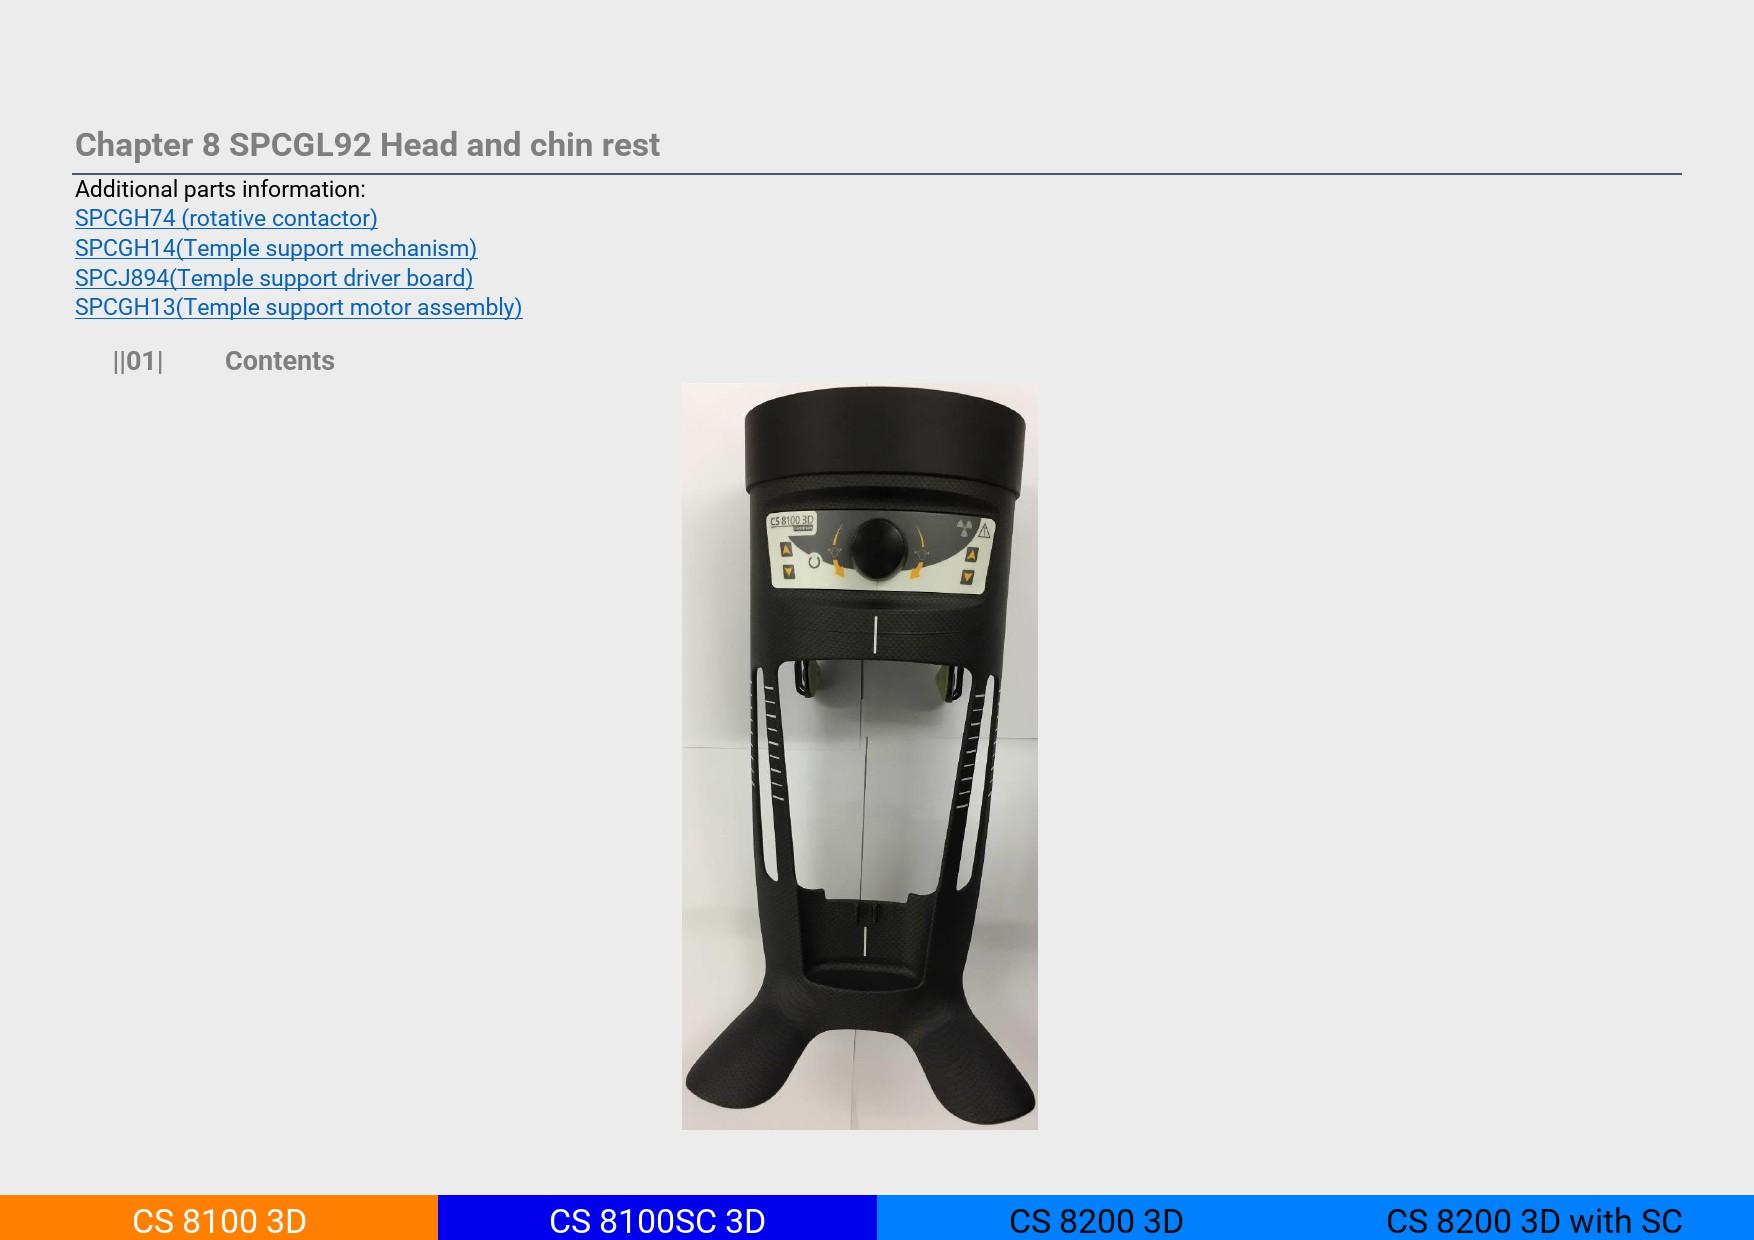 Chapter 8 SPCGL92 Head and chin rest
Additional parts information:
SPCGH74 (rotative contactor)
SPCGH14(Temple support mechanism)
SPCJ894(Temple support driver board)
SPCGH13(Temple support motor assembly)
||01| Contents
CS 8100 3D
CS 8100 3D
CS 8100SC 3D
CS 8200 3D
CS 8200 3D with SC